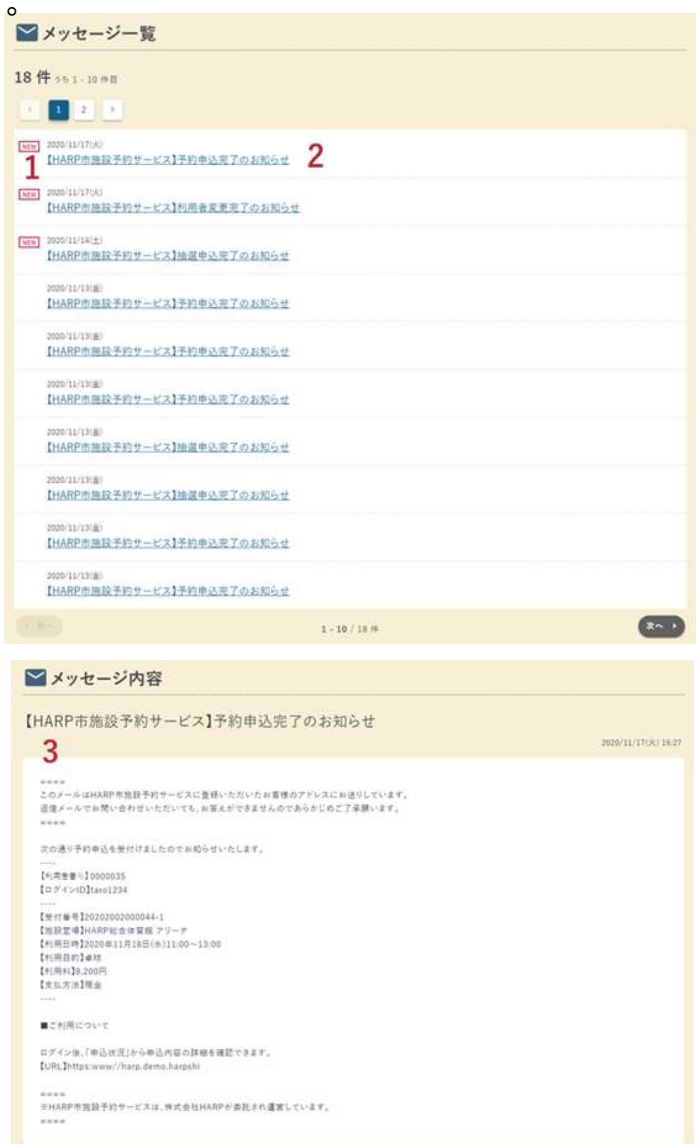 。
メッセージ一覧
18 件 うち 1 - 10 件目
‹ 1 2 ›
NEW 2020/11/17(火)
1 【HARP市施設予約サービス】予約申込完了のお知らせ 2
NEW 2020/11/17(火)
【HARP市施設予約サービス】利用者変更完了のお知らせ
NEW 2020/11/14(土)
【HARP市施設予約サービス】抽選申込完了のお知らせ
2020/11/13(金)
【HARP市施設予約サービス】予約申込完了のお知らせ
2020/11/13(金)
【HARP市施設予約サービス】予約申込完了のお知らせ
2020/11/13(金)
【HARP市施設予約サービス】予約申込完了のお知らせ
2020/11/13(金)
【HARP市施設予約サービス】抽選申込完了のお知らせ
2020/11/13(金)
【HARP市施設予約サービス】抽選申込完了のお知らせ
2020/11/13(金)
【HARP市施設予約サービス】予約申込完了のお知らせ
2020/11/13(金)
【HARP市施設予約サービス】予約申込完了のお知らせ
‹ 前へ 1 - 10 / 18 件 次へ ›
メッセージ内容
【HARP市施設予約サービス】予約申込完了のお知らせ
3 2020/11/17(火) 16:27
====
このメールはHARP市施設予約サービスに登録いただいたお客様のアドレスにお送りしています。
返信メールでお問い合わせいただいても、お答えができませんのであらかじめご了承願います。
====
次の通り予約申込を受付けましたのでお知らせいたします。
----
【利用者番号】0000035
【ログインID】taro1234
----
【受付番号】20202002000044-1
【施設室場】HARP総合体育館 アリーナ
【利用日時】2020年11月18日(水)11:00～13:00
【利用目的】卓球
【利用料】8,200円
【支払方法】現金
----
■ご利用について
ログイン後、「申込状況」から申込内容の詳細を確認できます。
【URL】https:www//harp.demo.harpshi
====
※HARP市施設予約サービスは、株式会社HARPが委託され運営しています。
====